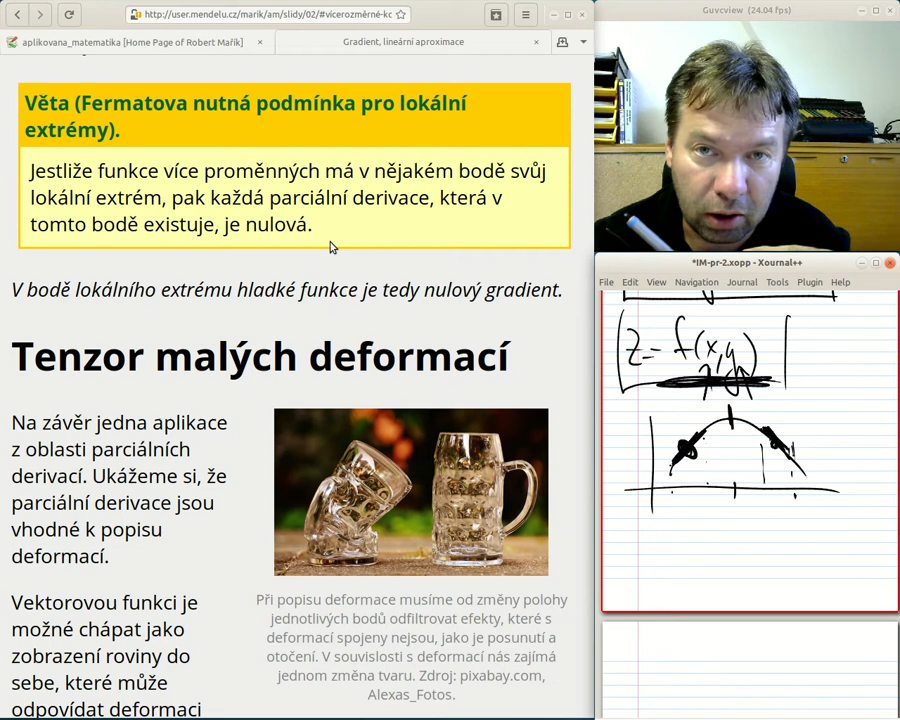 http://user.mendelu.cz/marik/am/slidy/02/#vícerozměrné-kc
Guvcview (24.04 fps)
aplikovana_matematika [Home Page of Robert Mařík]
Gradient, lineární aproximace
Věta (Fermatova nutná podmínka pro lokální
extrémy).
Jestliže funkce více proměnných má v nějakém bodě svůj
lokální extrém, pak každá parciální derivace, která v
tomto bodě existuje, je nulová.
V bodě lokálního extrému hladké funkce je tedy nulový gradient.
Tenzor malých deformací
Na závěr jedna aplikace
z oblasti parciálních
derivací. Ukážeme si, že
parciální derivace jsou
vhodné k popisu
deformací.
Vektorovou funkci je
možné chápat jako
zobrazení roviny do
sebe, které může
odpovídat deformaci
Při popisu deformace musíme od změny polohy
jednotlivých bodů odfiltrovat efekty, které s
deformací spojeny nejsou, jako je posunutí a
otočení. V souvislosti s deformací nás zajímá
jednom změna tvaru. Zdroj: pixabay.com,
Alexas_Fotos.
*IM-pr-2.xopp - Xournal++
File Edit View Navigation Journal Tools Plugin Help
z = f(x,y)